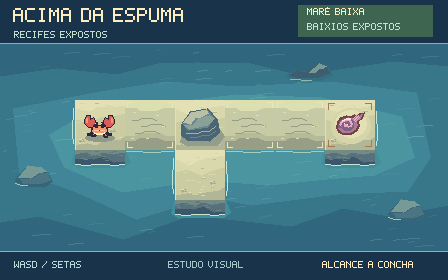 ACIMA DA ESPUMA
RECIFES EXPOSTOS
MARÉ BAIXA
BAIXIOS EXPOSTOS
WASD / SETAS
ESTUDO VISUAL
ALCANCE A CONCHA